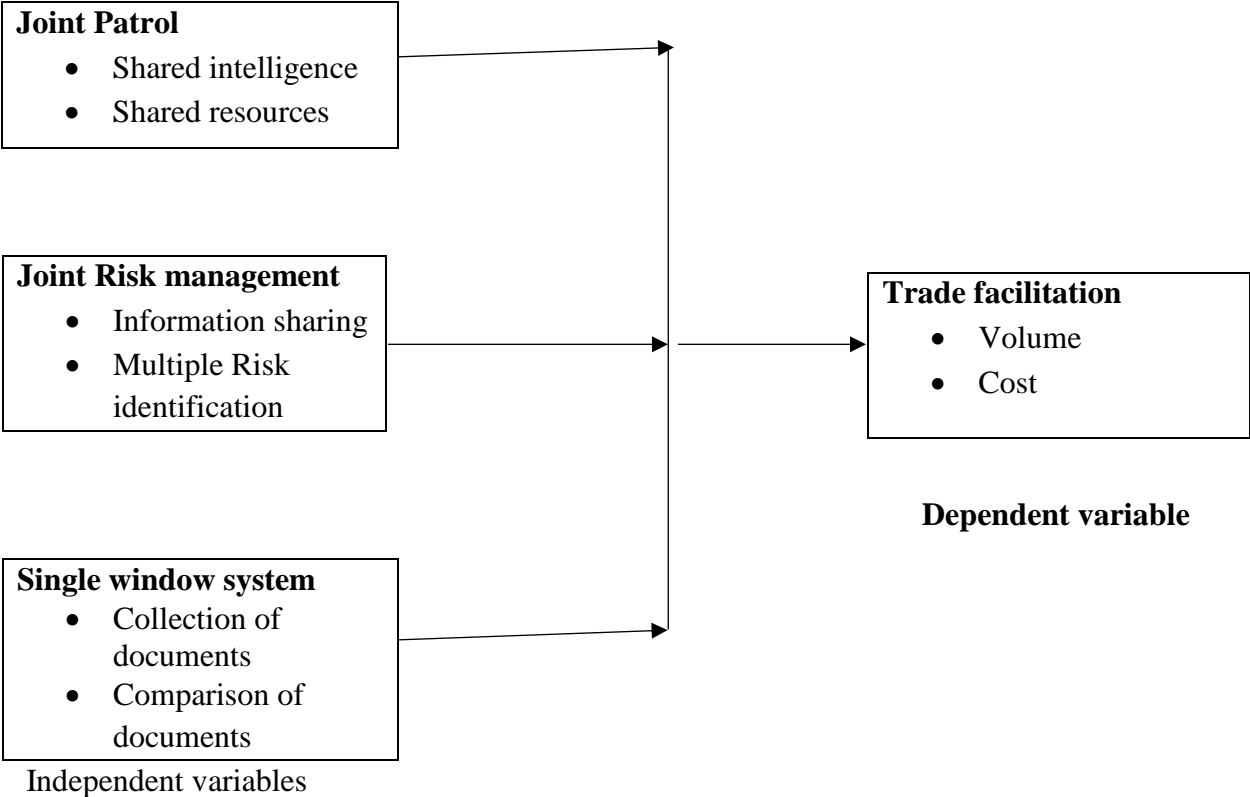 Joint Patrol
• Shared intelligence
• Shared resources
Joint Risk management
• Information sharing
• Multiple Risk
identification
Trade facilitation
• Volume
• Cost
Dependent variable
Single window system
• Collection of
documents
• Comparison of
documents
Independent variables